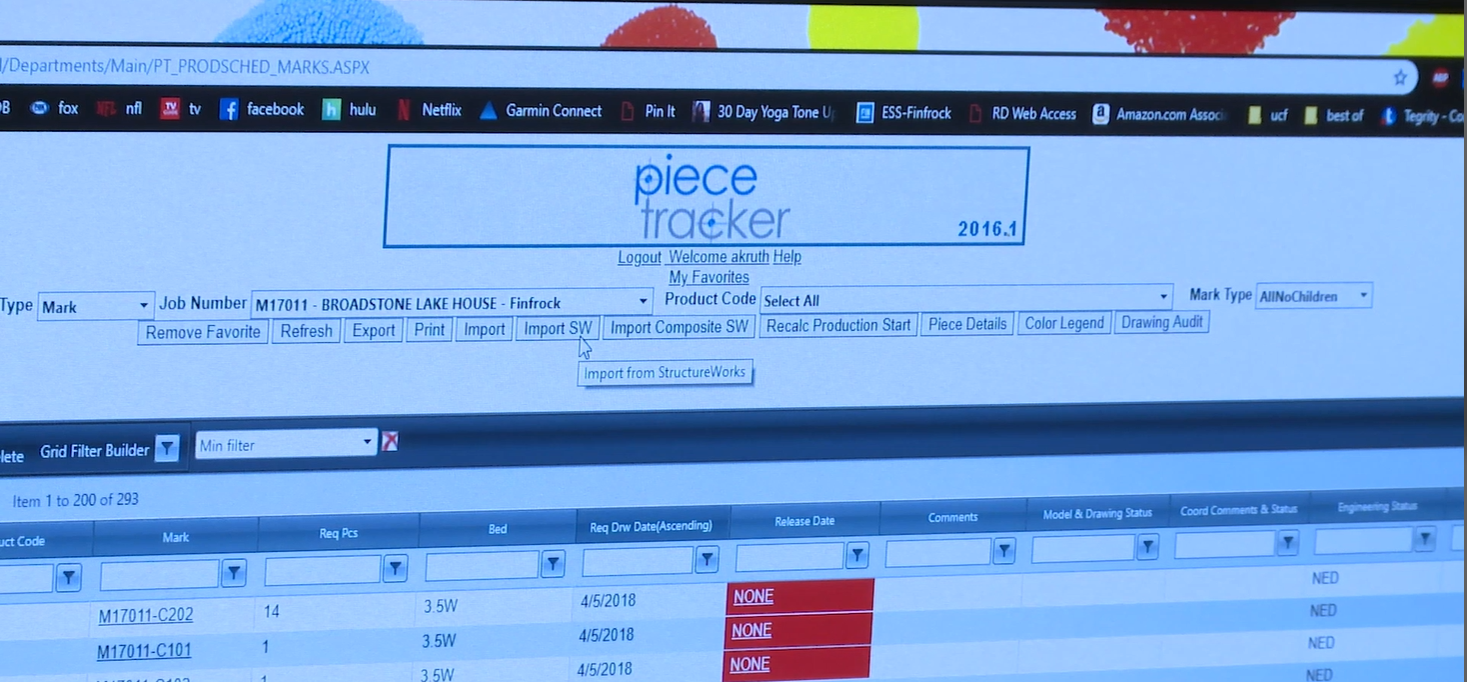 /Departments/Main/PT_PRODSCHED_MARKS.ASPX
fox nfl tv facebook hulu Netflix Garmin Connect Pin It 30 Day Yoga Tone U ESS-Finfrock RD Web Access Amazon.com Associ ucf best of Tegrity - Co
piece
tracker
2016.1
Logout Welcome akruth Help
My Favorites
Type Mark Job Number M17011 - BROADSTONE LAKE HOUSE - Finfrock Product Code Select All Mark Type AllNoChildren
Remove Favorite Refresh Export Print Import Import SW Import Composite SW Recalc Production Start Piece Details Color Legend Drawing Audit
Import from StructureWorks
lete Grid Filter Builder Min filter
Item 1 to 200 of 293
uct Code Mark Req Pcs Bed Req Drw Date(Ascending) Release Date Comments Model & Drawing Status Coord Comments & Status Engineering Status
M17011-C202 14 3.5W 4/5/2018 NONE NED
M17011-C101 1 3.5W 4/5/2018 NONE NED
1 3.5W 4/5/2018 NONE NED
NED